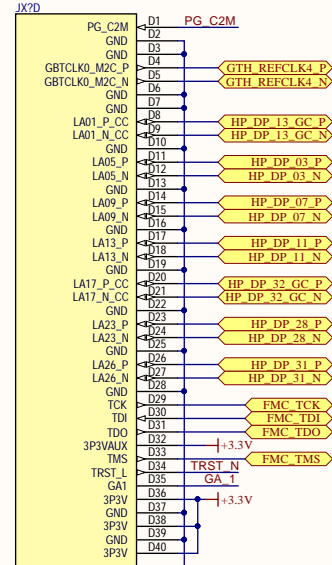 JX?D
PG_C2M D1 PG_C2M
GND D2
GND D3
GBTCLK0_M2C_P D4 GTH_REFCLK4_P
GBTCLK0_M2C_N D5 GTH_REFCLK4_N
GND D6
GND D7
LA01_P_CC D8 HP_DP_13_GC_P
LA01_N_CC D9 HP_DP_13_GC_N
GND D10
LA05_P D11 HP_DP_03_P
LA05_N D12 HP_DP_03_N
GND D13
LA09_P D14 HP_DP_07_P
LA09_N D15 HP_DP_07_N
GND D16
LA13_P D17 HP_DP_11_P
LA13_N D18 HP_DP_11_N
GND D19
LA17_P_CC D20 HP_DP_32_GC_P
LA17_N_CC D21 HP_DP_32_GC_N
GND D22
LA23_P D23 HP_DP_28_P
LA23_N D24 HP_DP_28_N
GND D25
LA26_P D26 HP_DP_31_P
LA26_N D27 HP_DP_31_N
GND D28
TCK D29 FMC_TCK
TDI D30 FMC_TDI
TDO D31 FMC_TDO
3P3VAUX D32 +3.3V
TMS D33 FMC_TMS
TRST_L D34 TRST_N
GA1 D35 GA_1
3P3V D36 +3.3V
GND D37
3P3V D38
GND D39
3P3V D40